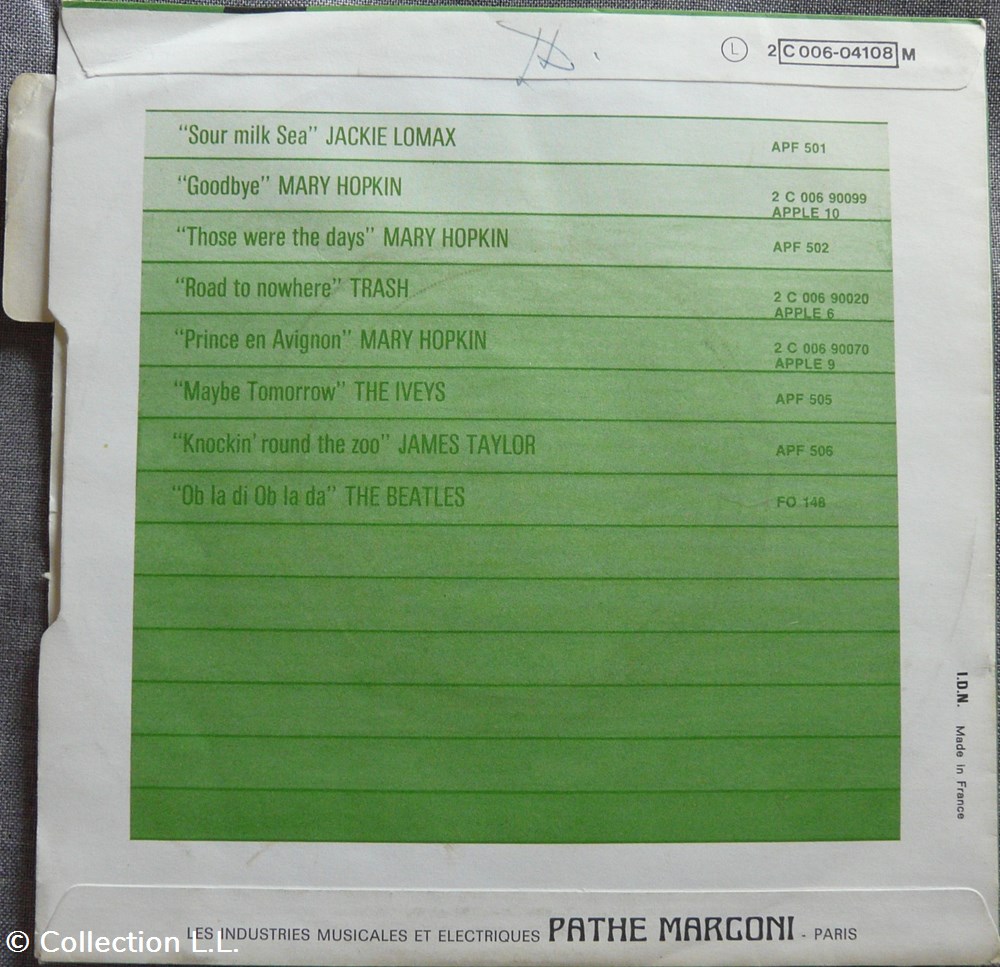 Ⓛ 2 C 006-04108 M
"Sour milk Sea" JACKIE LOMAX APF 501
"Goodbye" MARY HOPKIN 2 C 006 90099
APPLE 10
"Those were the days" MARY HOPKIN APF 502
"Road to nowhere" TRASH 2 C 006 90020
APPLE 6
"Prince en Avignon" MARY HOPKIN 2 C 006 90070
APPLE 9
"Maybe Tomorrow" THE IVEYS APF 505
"Knockin' round the zoo" JAMES TAYLOR APF 506
"Ob la di Ob la da" THE BEATLES FO 148
I.D.N. Made in France
LES INDUSTRIES MUSICALES ET ELECTRIQUES PATHE MARCONI - PARIS
© Collection L.L.